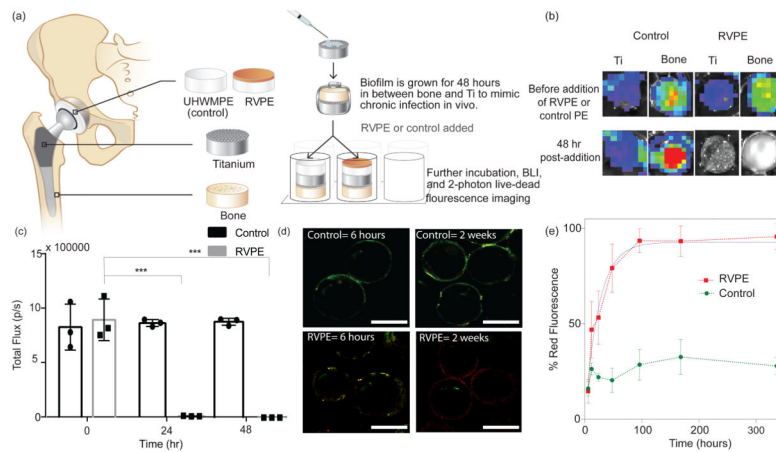 (a)
UHWMPE
(control)
RVPE
Titanium
Bone
Biofilm is grown for 48 hours
in between bone and Ti to mimic
chronic infection in vivo.
RVPE or control added
Further incubation, BLI,
and 2-photon live-dead
flourescence imaging
(b)
Control
RVPE
Ti
Bone
Ti
Bone
Before addition
of RVPE or
control PE
48 hr
post-addition
(c)
x 100000
Control
RVPE
***
***
Total Flux (p/s)
15
10
5
0
0
24
48
Time (hr)
(d)
Control= 6 hours
Control= 2 weeks
RVPE= 6 hours
RVPE= 2 weeks
(e)
% Red Fluorescence
100
50
0
RVPE
Control
0
100
200
300
Time (hours)